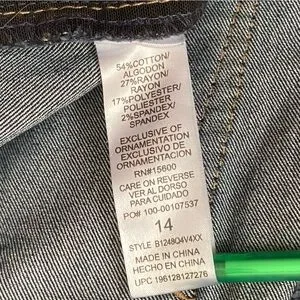 54%COTTON/
ALGODON
27%RAYON/
RAYON
17%POLYESTER/
POLIESTER
2%SPANDEX/
SPANDEX
EXCLUSIVE OF
ORNAMENTATION
EXCLUSIVO DE
ORNAMENTACION
RN#15600
CARE ON REVERSE
VER AL DORSO
PARA CUIDADO
PO# 100-00107537
14
STYLE B1248Q4V4XX
MADE IN CHINA
HECHO EN CHINA
UPC 196128127276